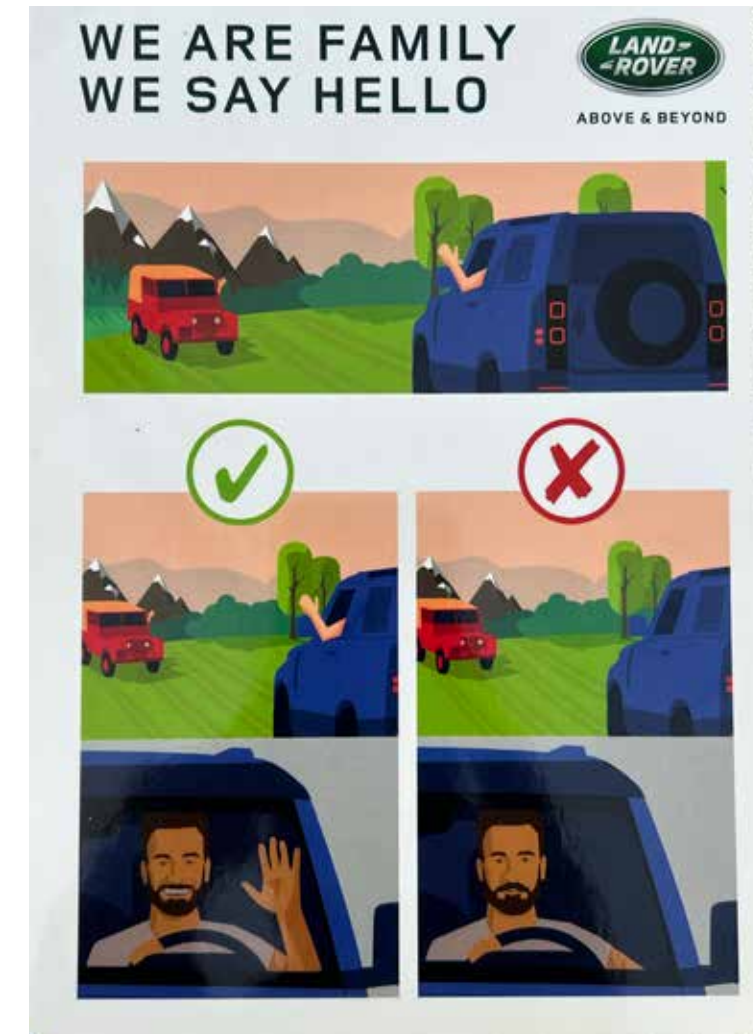 WE ARE FAMILY
WE SAY HELLO
LAND-
-ROVER
ABOVE & BEYOND